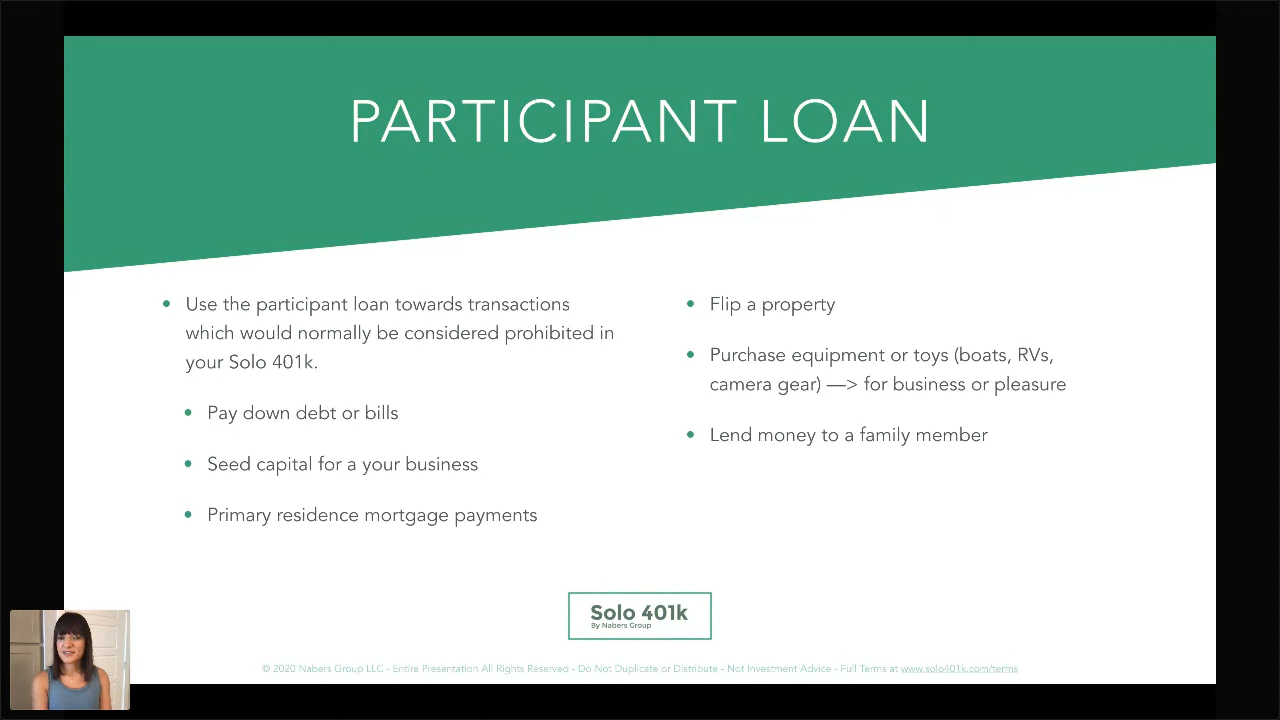 PARTICIPANT LOAN
Use the participant loan towards transactions
which would normally be considered prohibited in
your Solo 401k.
Pay down debt or bills
Seed capital for a your business
Primary residence mortgage payments
Flip a property
Purchase equipment or toys (boats, RVs,
camera gear) —> for business or pleasure
Lend money to a family member
Solo 401k
By Nabers Group
© 2020 Nabers Group LLC - Entire Presentation All Rights Reserved - Do Not Duplicate or Distribute - Not Investment Advice - Full Terms at www.solo401k.com/terms